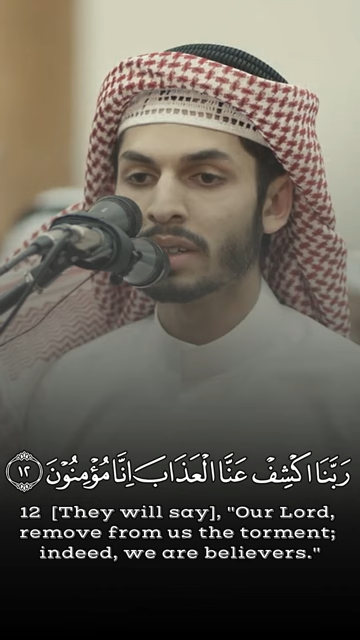 رَبَّنَا اكْشِفْ عَنَّا الْعَذَابَ اِنَّا مُؤْمِنُوْنَ ١٢
12 [They will say], "Our Lord,
remove from us the torment;
indeed, we are believers."